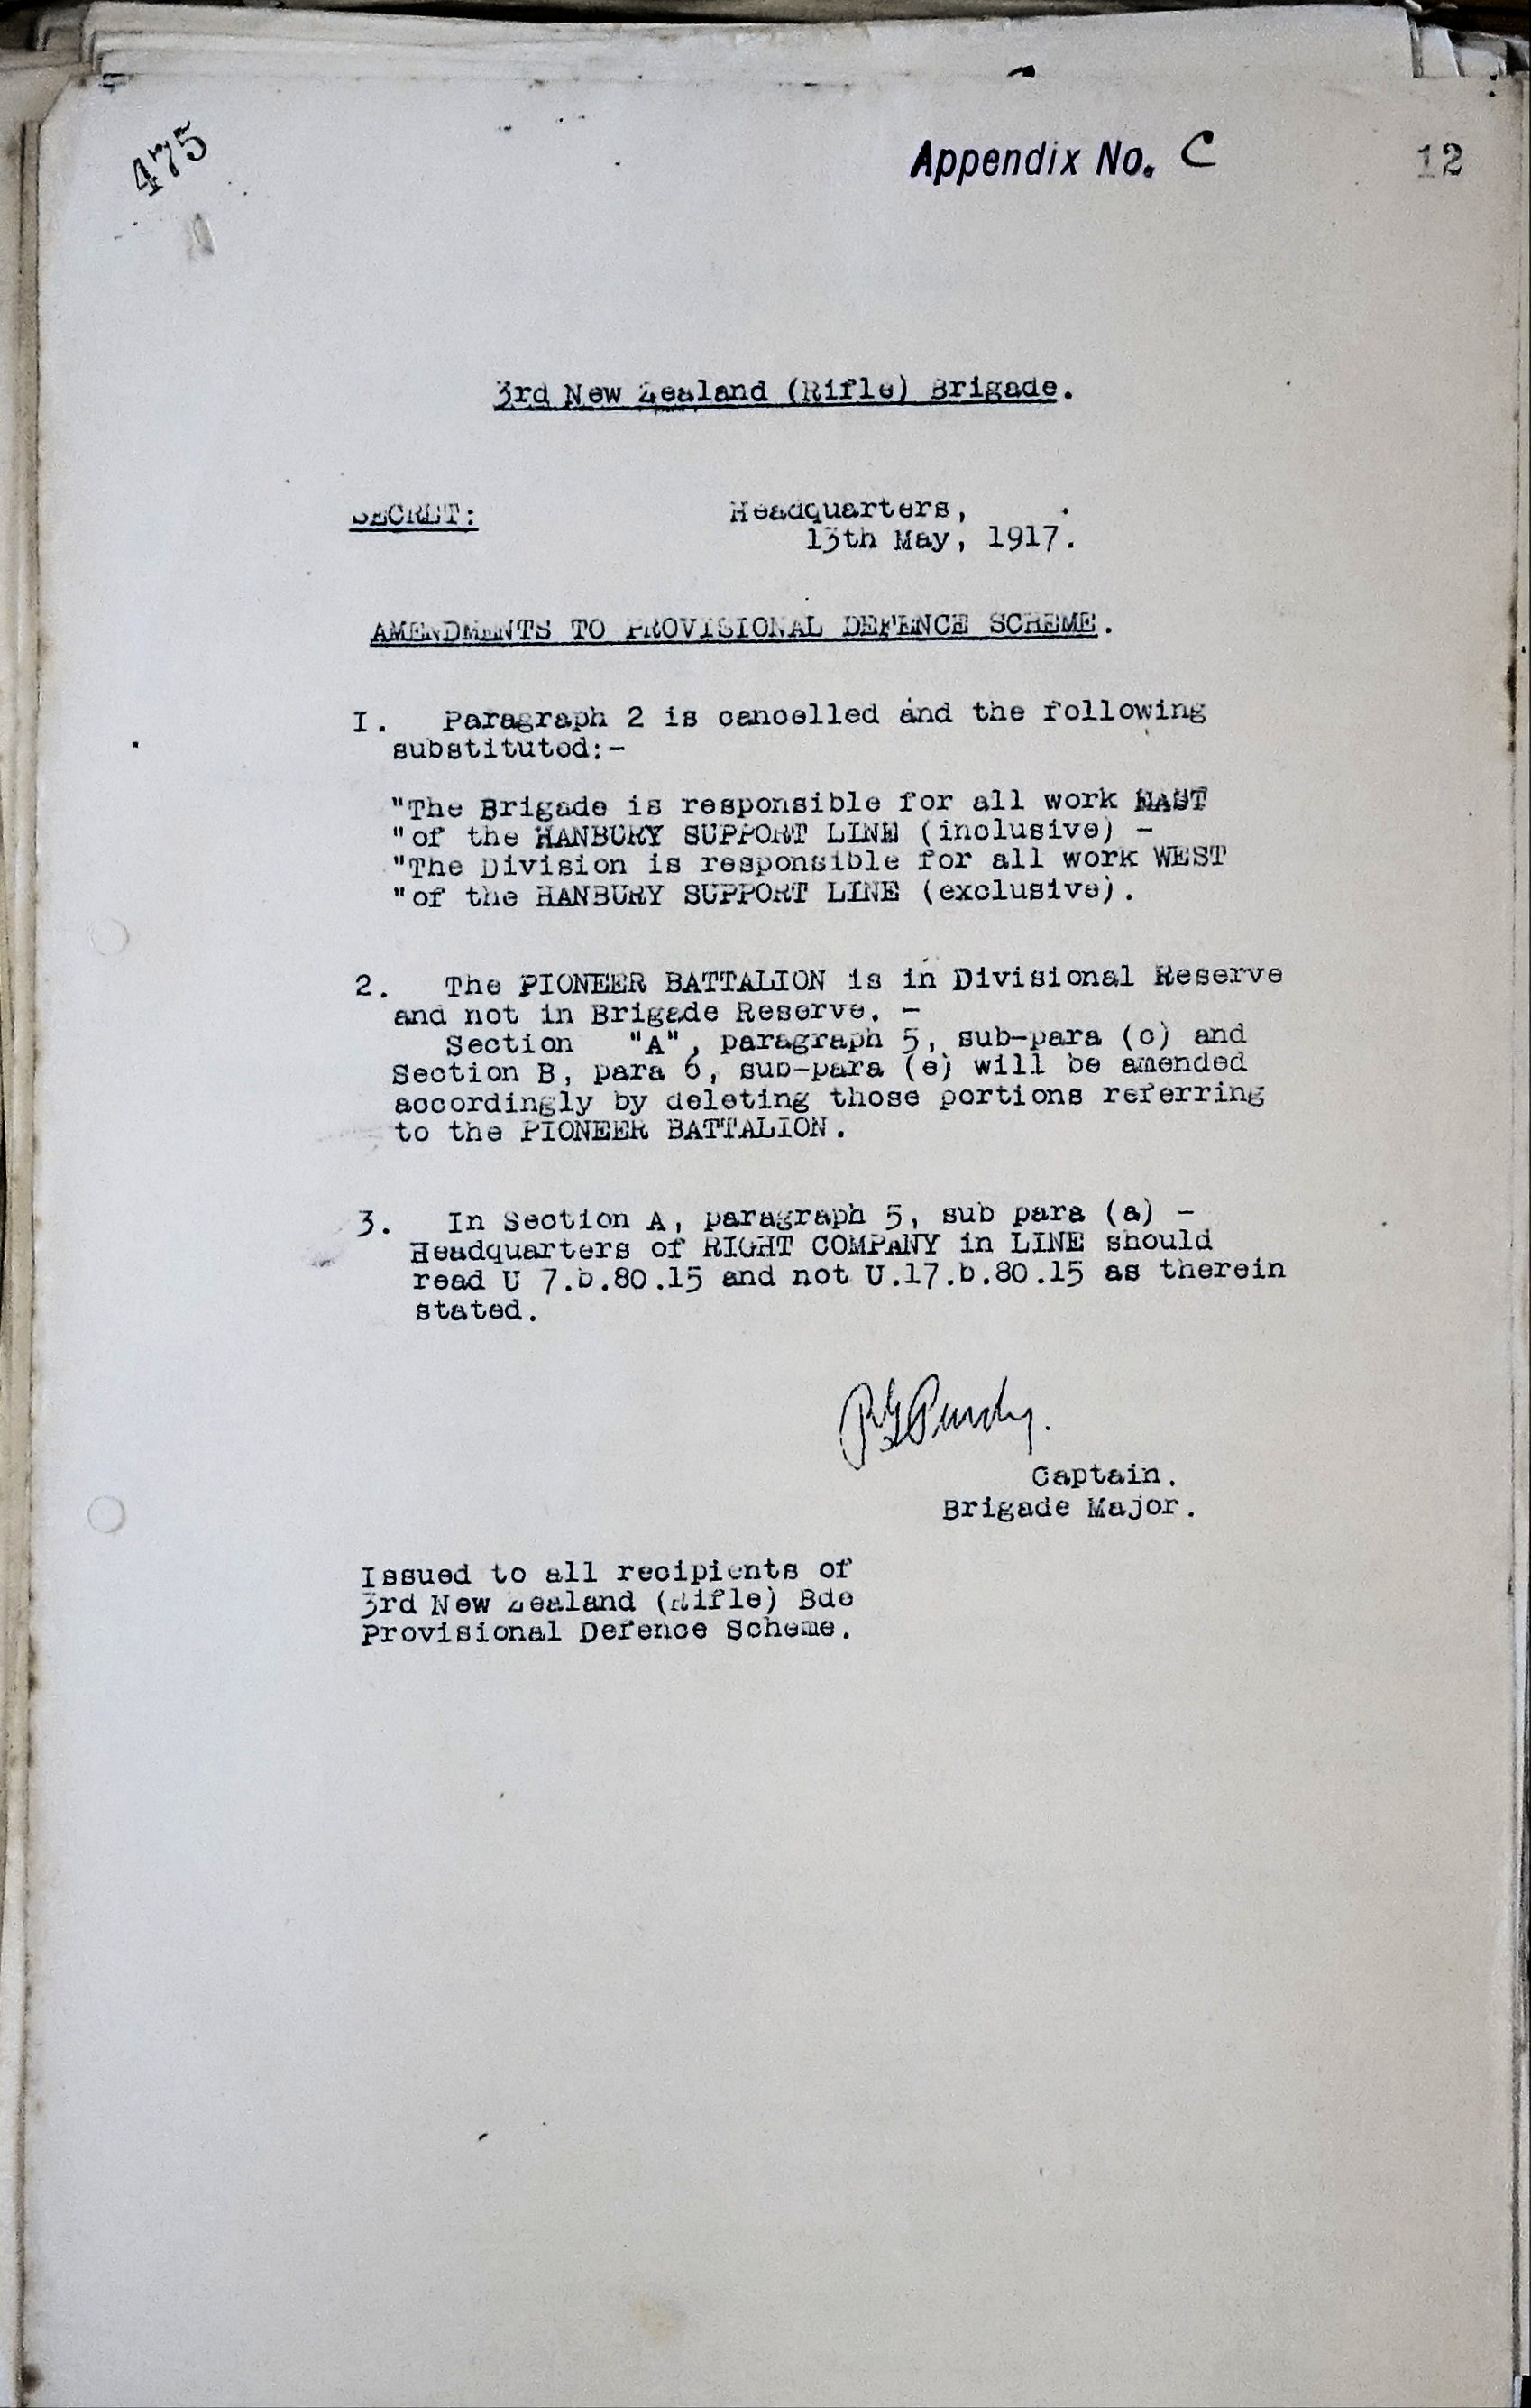 475
Appendix No. C
12
3rd New Zealand (Rifle) Brigade.
SECRET:
Headquarters,
13th May, 1917.
AMENDMENTS TO PROVISIONAL DEFENCE SCHEME.
I. Paragraph 2 is cancelled and the following
substituted:-
"The Brigade is responsible for all work EAST
"of the HANBURY SUPPORT LINE (inclusive) -
"The Division is responsible for all work WEST
"of the HANBURY SUPPORT LINE (exclusive).
2. The PIONEER BATTALION is in Divisional Reserve
and not in Brigade Reserve. -
Section "A", paragraph 5, sub-para (c) and
Section B, para 6, sub-para (e) will be amended
accordingly by deleting those portions referring
to the PIONEER BATTALION.
3. In Section A, paragraph 5, sub para (a) -
Headquarters of RIGHT COMPANY in LINE should
read U 7.b.80.15 and not U.17.b.80.15 as therein
stated.
Captain.
Brigade Major.
Issued to all recipients of
3rd New Zealand (Rifle) Bde
Provisional Defence Scheme.